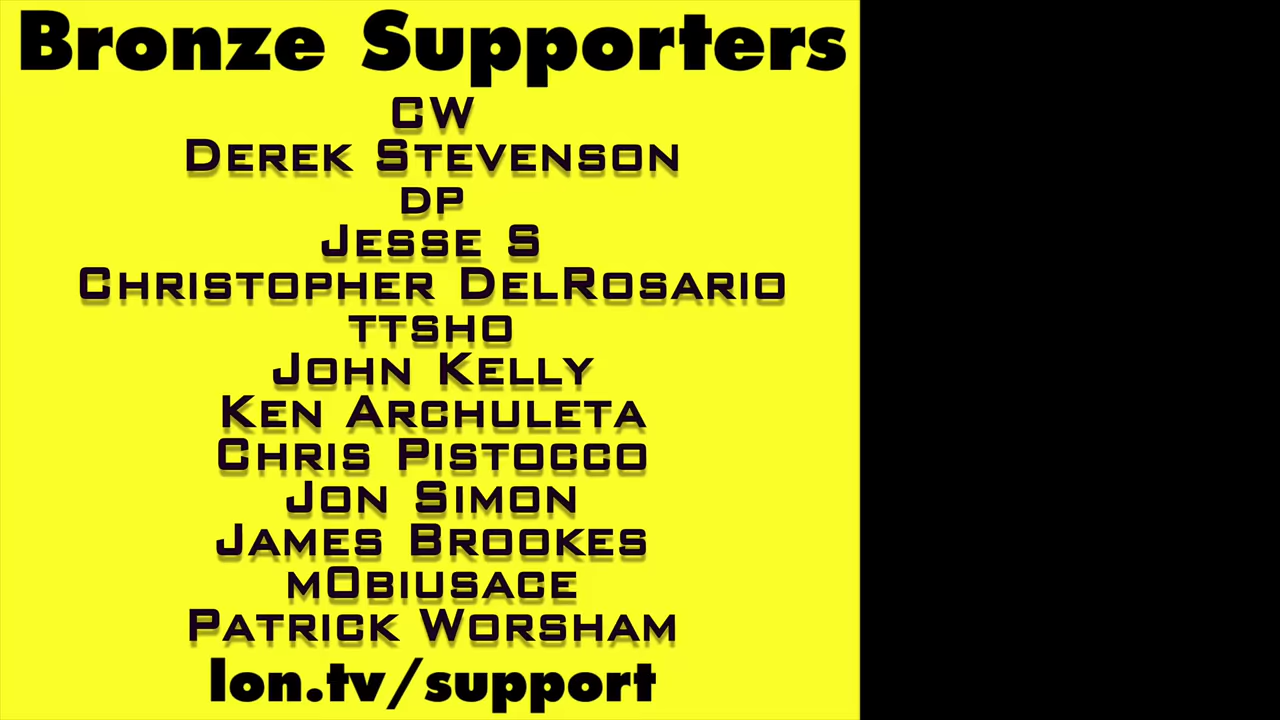 Bronze Supporters
CW
Derek Stevenson
DP
Jesse S
Christopher DelRosario
ttsho
John Kelly
Ken Archuleta
Chris Pistocco
Jon Simon
James Brookes
m0biusace
Patrick Worsham
lon.tv/support